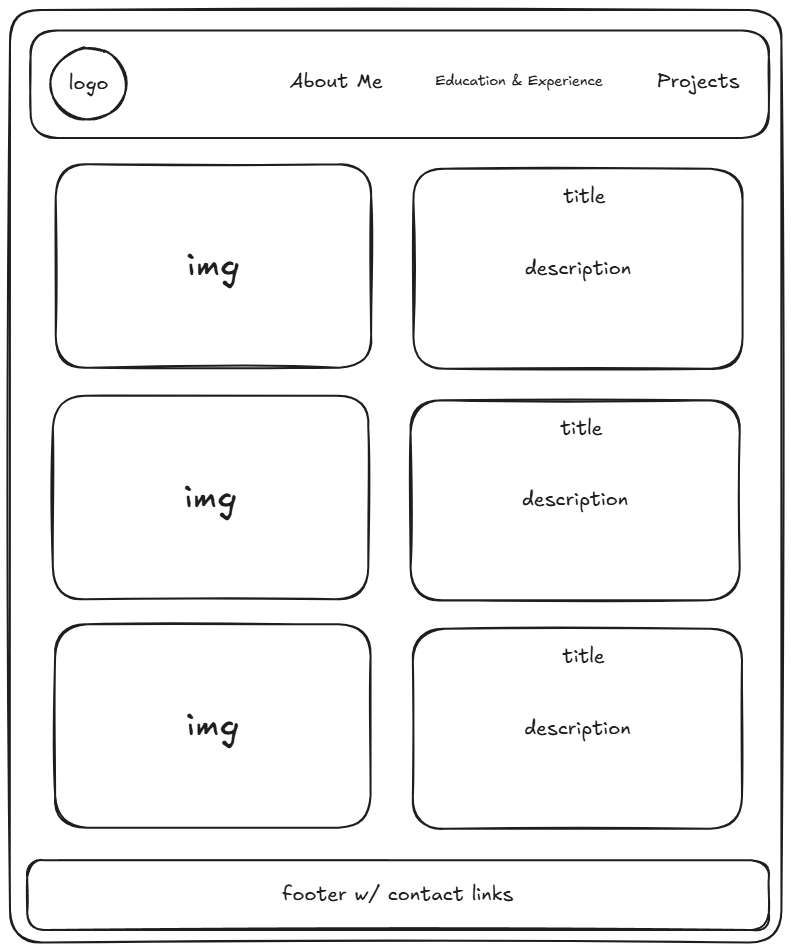 logo
About Me
Education & Experience
Projects
img
title
description
img
title
description
img
title
description
footer w/ contact links